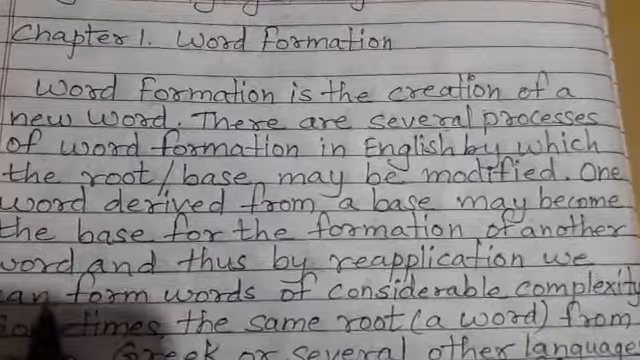 Chapter 1. Word Formation
Word Formation is the creation of a
new word. There are several processes
of word formation in English by which
the root/base may be modified. One
word derived from a base may become
the base for the formation of another
word and thus by reapplication we
can form words of considerable complexity
Sometimes the same root (a word) from
Greek or several other language